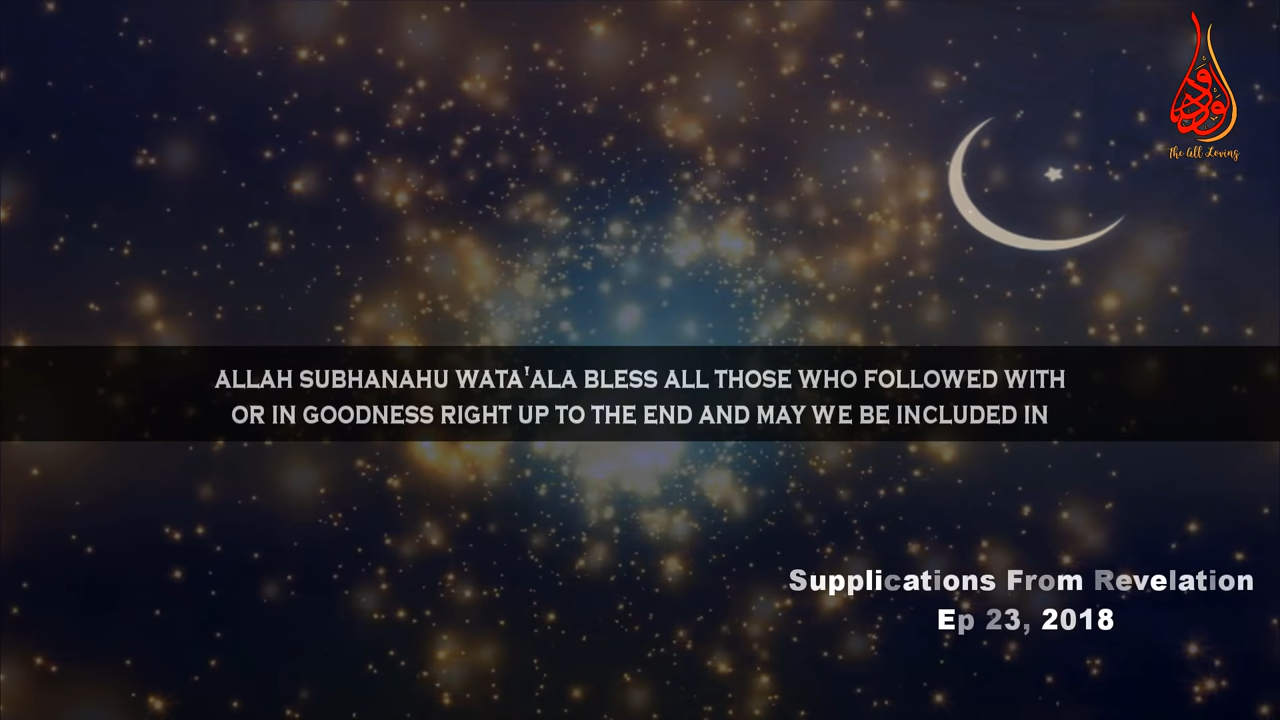 الودود
The All Loving
ALLAH SUBHANAHU WATA'ALA BLESS ALL THOSE WHO FOLLOWED WITH
OR IN GOODNESS RIGHT UP TO THE END AND MAY WE BE INCLUDED IN
Supplications From Revelation
Ep 23, 2018